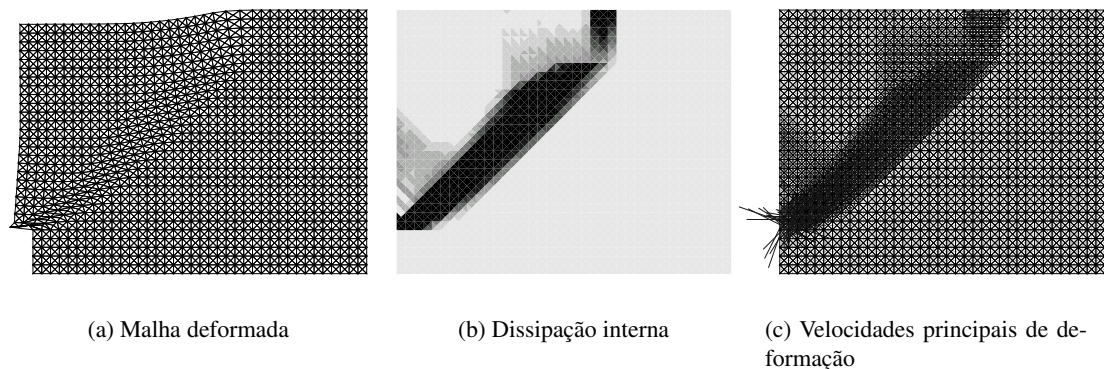 (a) Malha deformada
(b) Dissipação interna
(c) Velocidades principais de de-
formação